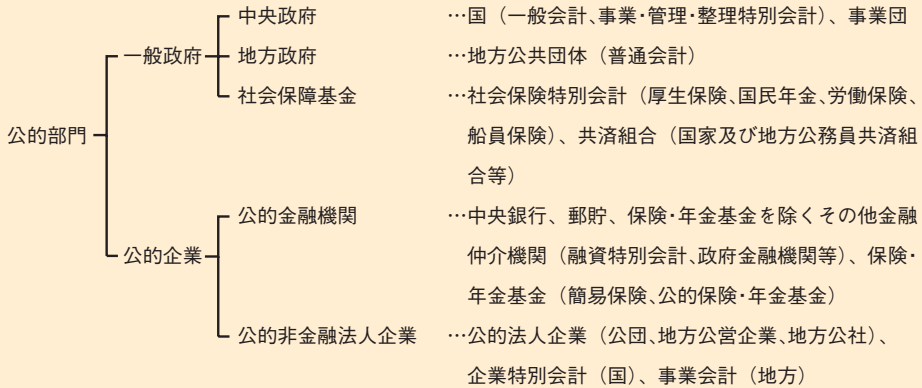 中央政府 …国（一般会計、事業・管理・整理特別会計）、事業団
一般政府 地方政府 …地方公共団体（普通会計）
社会保障基金 …社会保険特別会計（厚生保険、国民年金、労働保険、
公的部門 船員保険）、共済組合（国家及び地方公務員共済組
合等）
公的金融機関 …中央銀行、郵貯、保険・年金基金を除くその他金融
公的企業 仲介機関（融資特別会計、政府金融機関等）、保険・
年金基金（簡易保険、公的保険・年金基金）
公的非金融法人企業 …公的法人企業（公団、地方公営企業、地方公社）、
企業特別会計（国）、事業会計（地方）